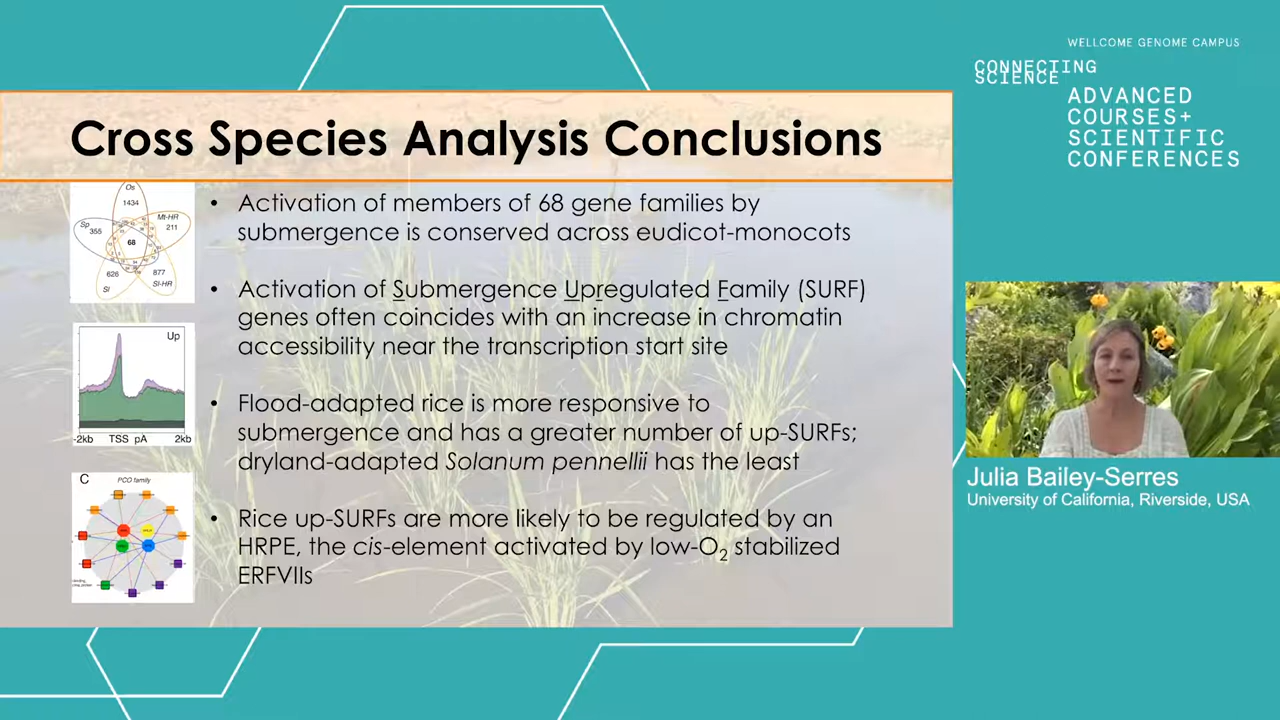 WELLCOME GENOME CAMPUS
CONNECTING
SCIENCE
ADVANCED
COURSES+
SCIENTIFIC
CONFERENCES
Cross Species Analysis Conclusions
Os
1434
Mt-HR
211
Sp
355
68
626
877
Sl
Sl-HR
• Activation of members of 68 gene families by
submergence is conserved across eudicot-monocots
• Activation of Submergence Upregulated Family (SURF)
genes often coincides with an increase in chromatin
accessibility near the transcription start site
Up
-2kb TSS pA 2kb
• Flood-adapted rice is more responsive to
submergence and has a greater number of up-SURFs;
dryland-adapted Solanum pennellii has the least
C
PCO family
• Rice up-SURFs are more likely to be regulated by an
HRPE, the cis-element activated by low-O₂ stabilized
ERFVIIs
Julia Bailey-Serres
University of California, Riverside, USA